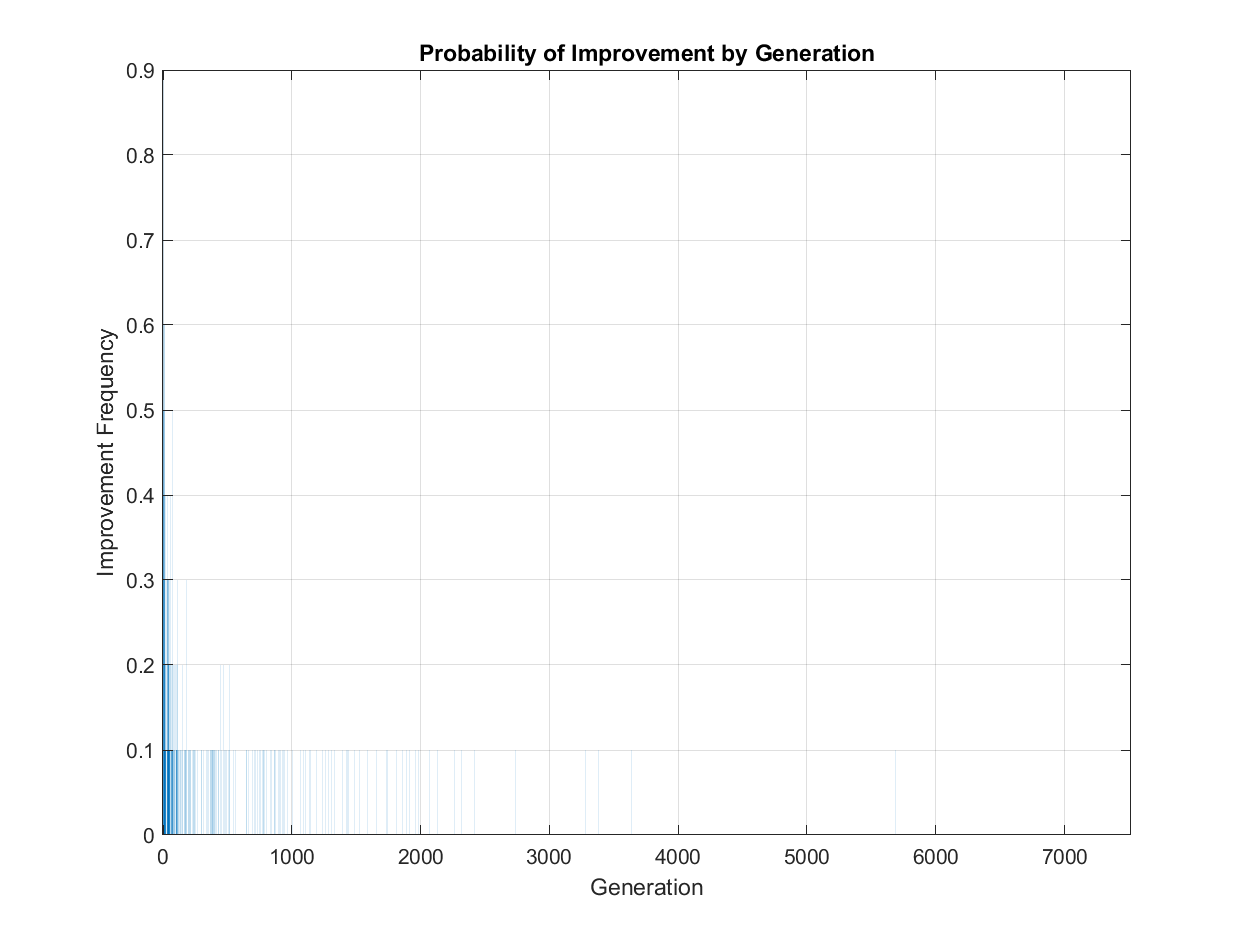 Probability of Improvement by Generation
0.9
0.8
0.7
0.6
0.5
0.4
0.3
0.2
0.1
0
Improvement Frequency
0 1000 2000 3000 4000 5000 6000 7000
Generation